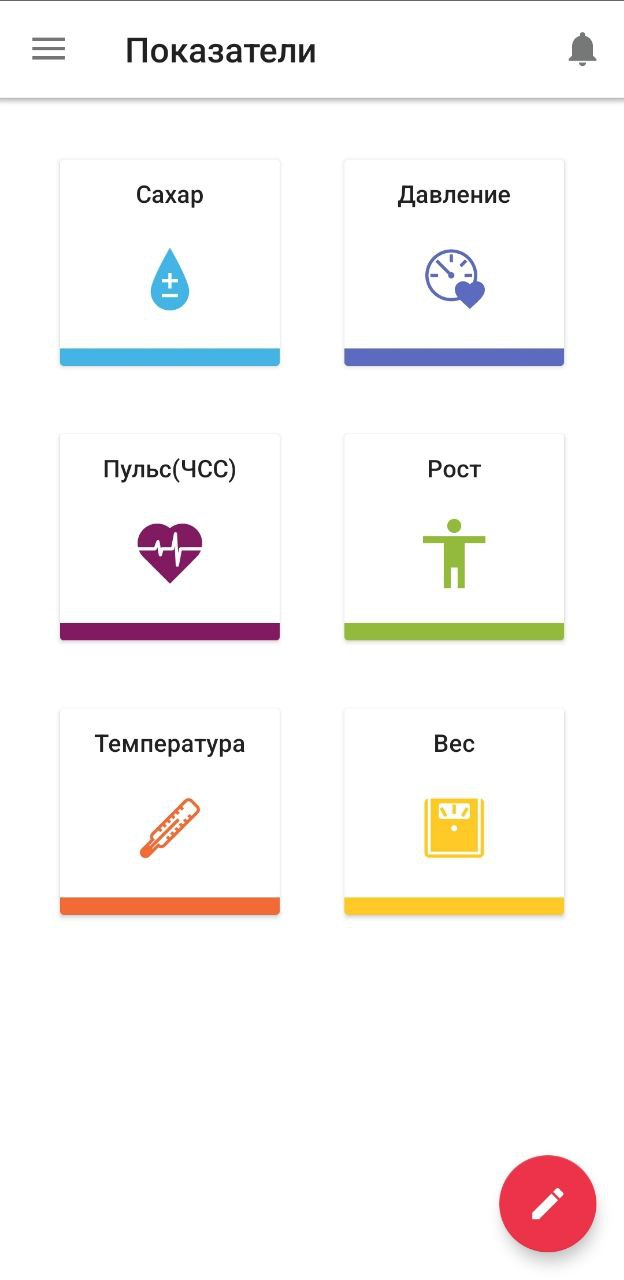 Показатели
Сахар
Давление
Пульс(ЧСС)
Рост
Температура
Вес